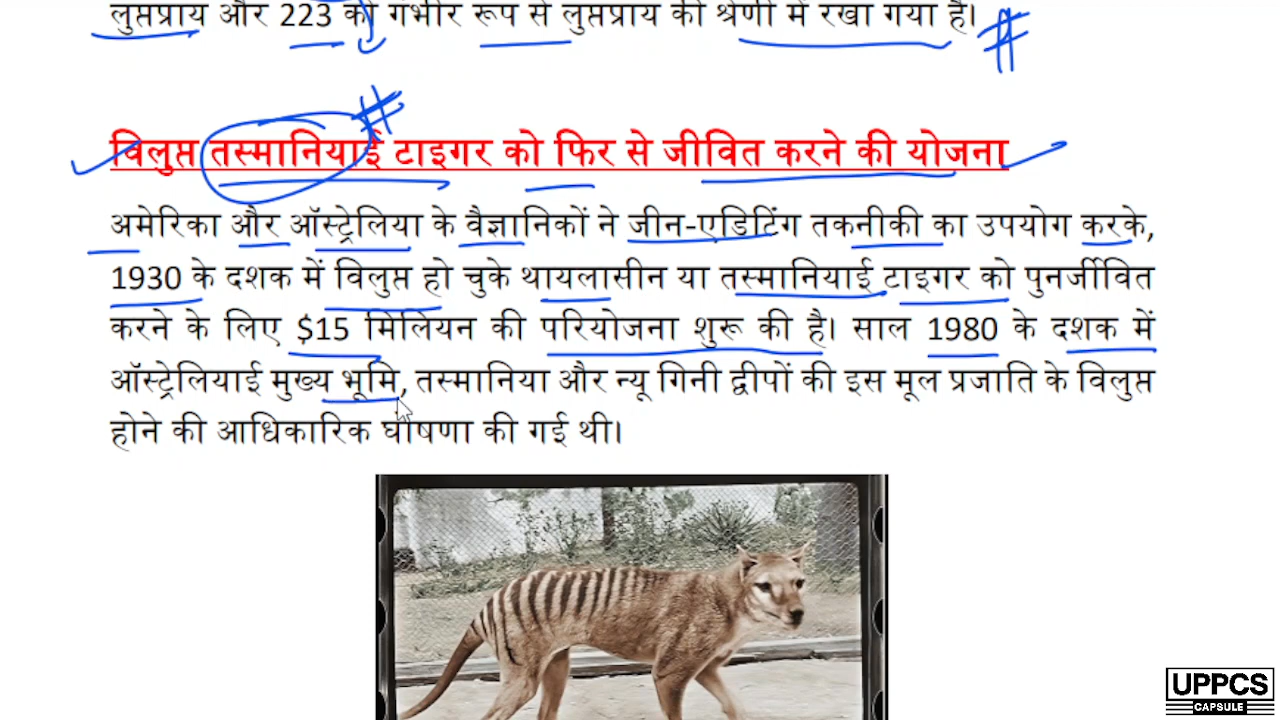 लुप्तप्राय और 223 को गंभीर रूप से लुप्तप्राय की श्रेणी में रखा गया है।
विलुप्त तस्मानियाई टाइगर को फिर से जीवित करने की योजना
अमेरिका और ऑस्ट्रेलिया के वैज्ञानिकों ने जीन-एडिटिंग तकनीकी का उपयोग करके,
1930 के दशक में विलुप्त हो चुके थायलासीन या तस्मानियाई टाइगर को पुनर्जीवित
करने के लिए $15 मिलियन की परियोजना शुरू की है। साल 1980 के दशक में
ऑस्ट्रेलियाई मुख्य भूमि, तस्मानिया और न्यू गिनी द्वीपों की इस मूल प्रजाति के विलुप्त
होने की आधिकारिक घोषणा की गई थी।
UPPCS
CAPSULE